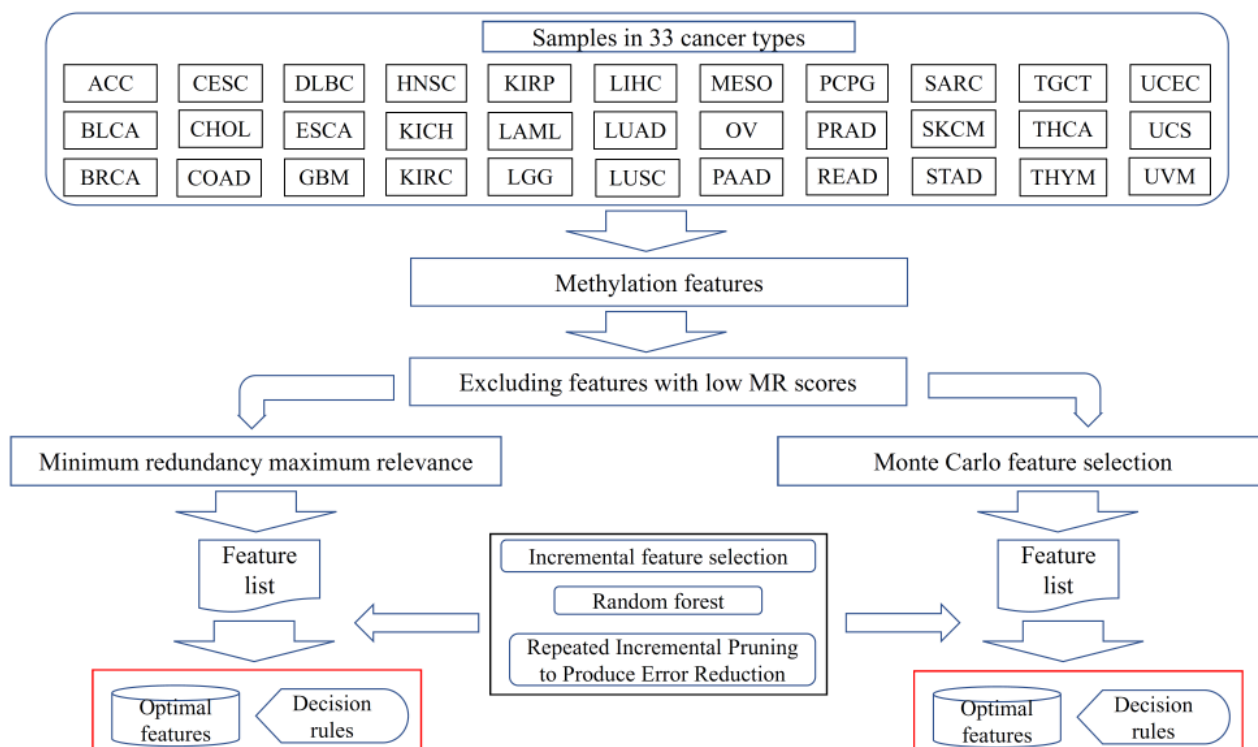 Samples in 33 cancer types
ACC CESC DLBC HNSC KIRP LIHC MESO PCPG SARC TGCT UCEC
BLCA CHOL ESCA KICH LAML LUAD OV PRAD SKCM THCA UCS
BRCA COAD GBM KIRC LGG LUSC PAAD READ STAD THYM UVM
Methylation features
Excluding features with low MR scores
Minimum redundancy maximum relevance
Monte Carlo feature selection
Feature
list
Incremental feature selection
Random forest
Repeated Incremental Pruning
to Produce Error Reduction
Feature
list
Optimal
features
Decision
rules
Optimal
features
Decision
rules